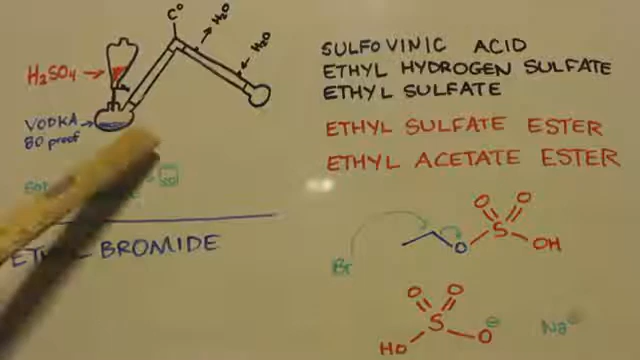 C°
H₂O
H₂O
H₂SO₄
VODKA
80 proof
SULFOVINIC ACID
ETHYL HYDROGEN SULFATE
ETHYL SULFATE
ETHYL SULFATE ESTER
ETHYL ACETATE ESTER
BROMIDE
O O
S
O OH
Br
O O
S
HO O⊖
Na⊕